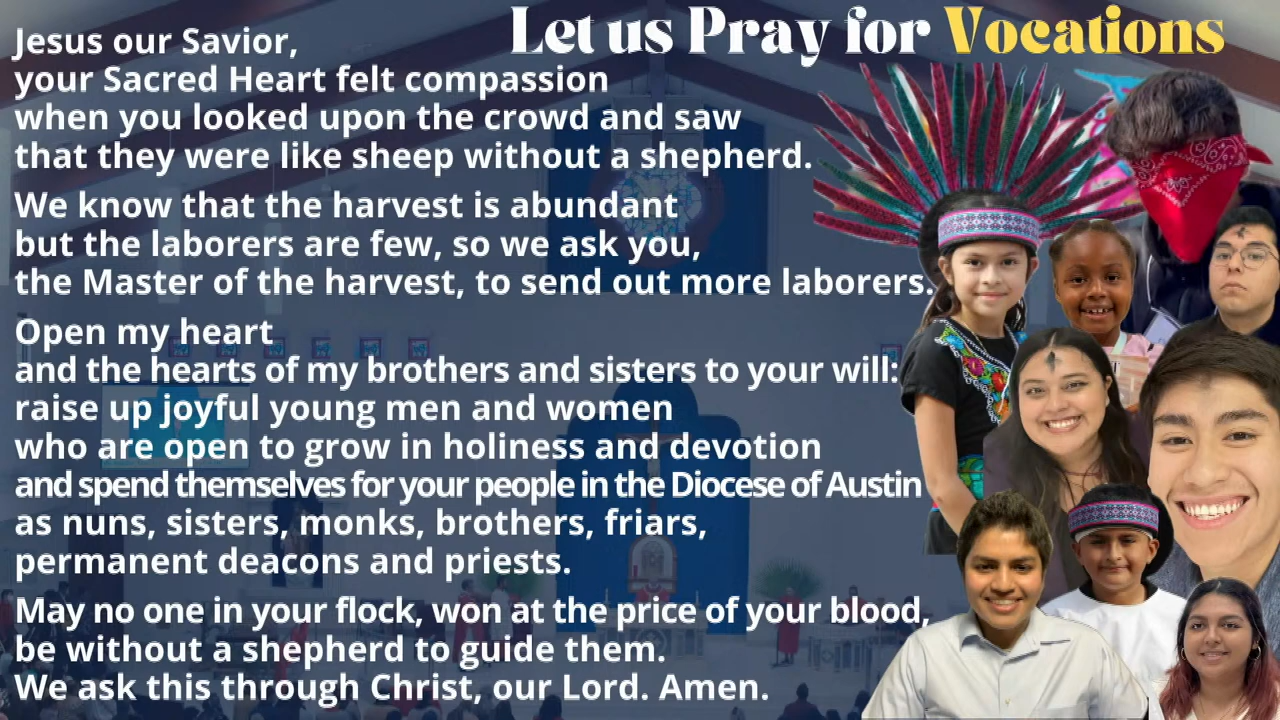 Let us Pray for Vocations
Jesus our Savior,
your Sacred Heart felt compassion
when you looked upon the crowd and saw
that they were like sheep without a shepherd.
We know that the harvest is abundant
but the laborers are few, so we ask you,
the Master of the harvest, to send out more laborers.
Open my heart
and the hearts of my brothers and sisters to your will:
raise up joyful young men and women
who are open to grow in holiness and devotion
and spend themselves for your people in the Diocese of Austin
as nuns, sisters, monks, brothers, friars,
permanent deacons and priests.
May no one in your flock, won at the price of your blood,
be without a shepherd to guide them.
We ask this through Christ, our Lord. Amen.